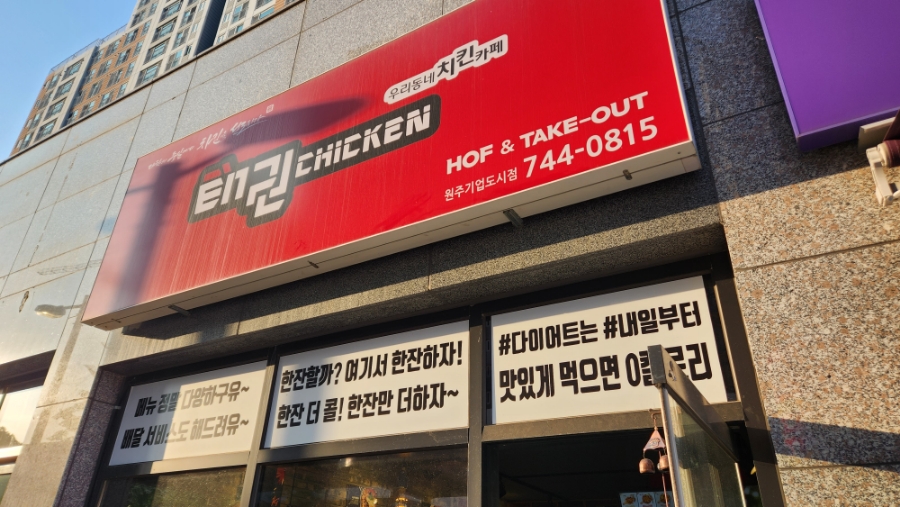 우리동네 치킨카페
태권 CHICKEN
HOF & TAKE-OUT
원주기업도시점 744-0815
메뉴 정말 다양하구유~
배달 서비스도 해드려유~
한잔할까? 여기서 한잔하자!
한잔 더 콜! 한잔만 더하자~
#다이어트는 #내일부터
맛있게 먹으면 0칼로리